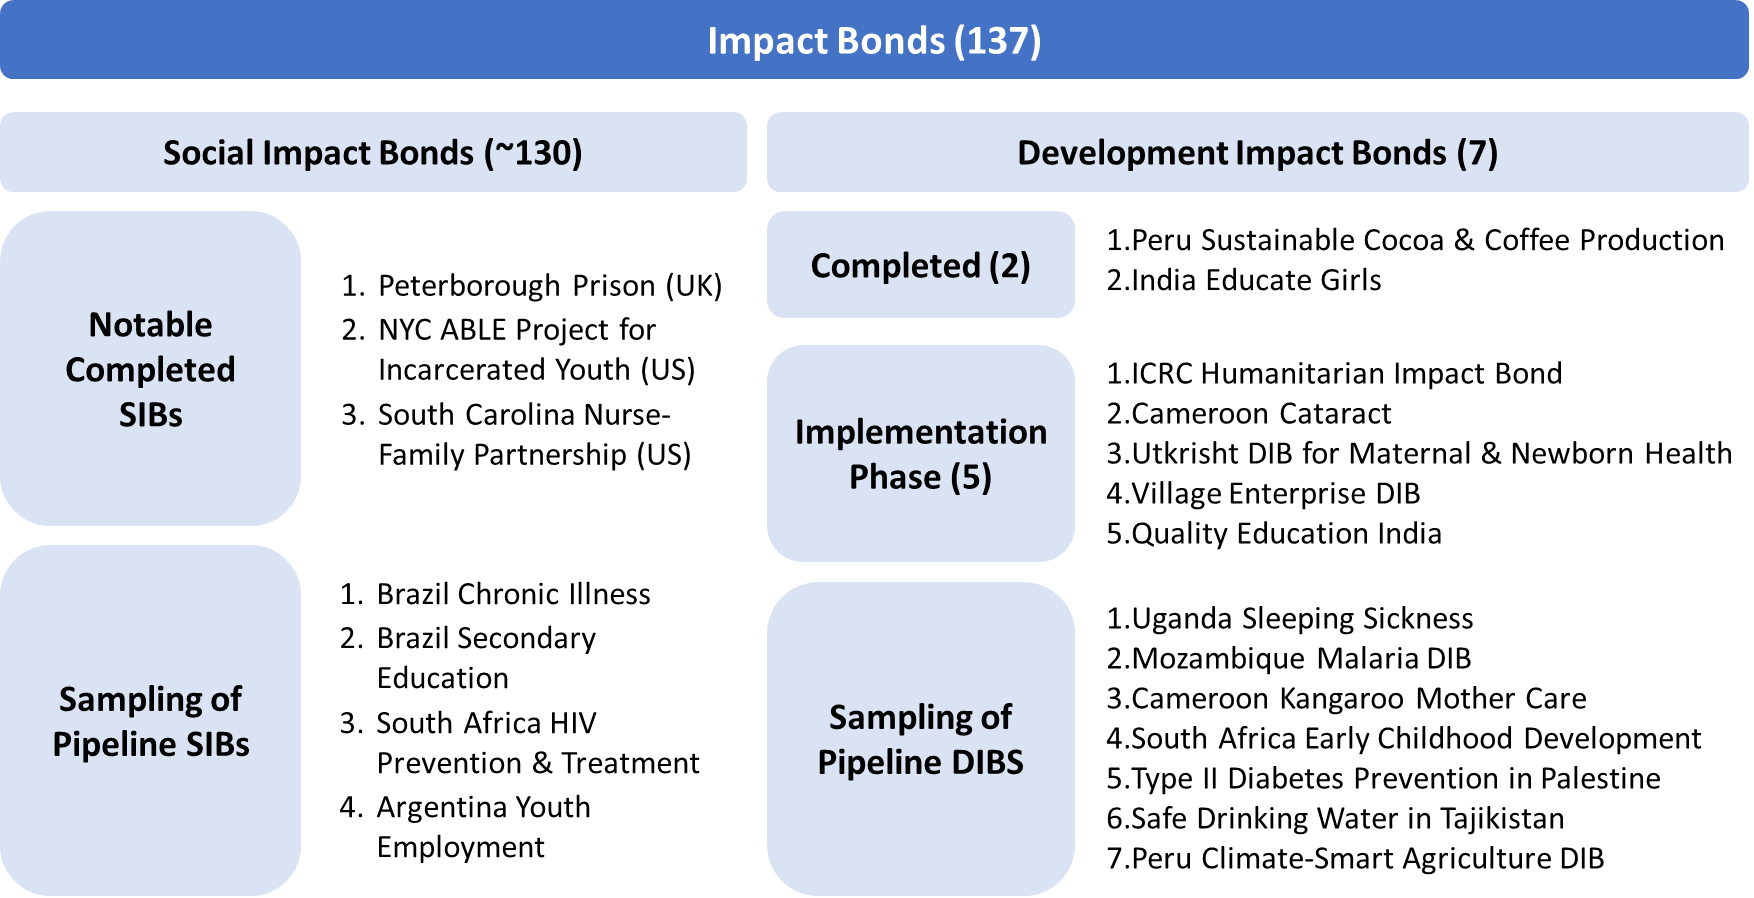 Impact Bonds (137)
Social Impact Bonds (~130)
Notable
Completed
SIBs
1. Peterborough Prison (UK)
2. NYC ABLE Project for
Incarcerated Youth (US)
3. South Carolina Nurse-
Family Partnership (US)
Sampling of
Pipeline SIBs
1. Brazil Chronic Illness
2. Brazil Secondary
Education
3. South Africa HIV
Prevention & Treatment
4. Argentina Youth
Employment
Development Impact Bonds (7)
Completed (2)
1.Peru Sustainable Cocoa & Coffee Production
2.India Educate Girls
Implementation
Phase (5)
1.ICRC Humanitarian Impact Bond
2.Cameroon Cataract
3.Utkrisht DIB for Maternal & Newborn Health
4.Village Enterprise DIB
5.Quality Education India
Sampling of
Pipeline DIBS
1.Uganda Sleeping Sickness
2.Mozambique Malaria DIB
3.Cameroon Kangaroo Mother Care
4.South Africa Early Childhood Development
5.Type II Diabetes Prevention in Palestine
6.Safe Drinking Water in Tajikistan
7.Peru Climate-Smart Agriculture DIB